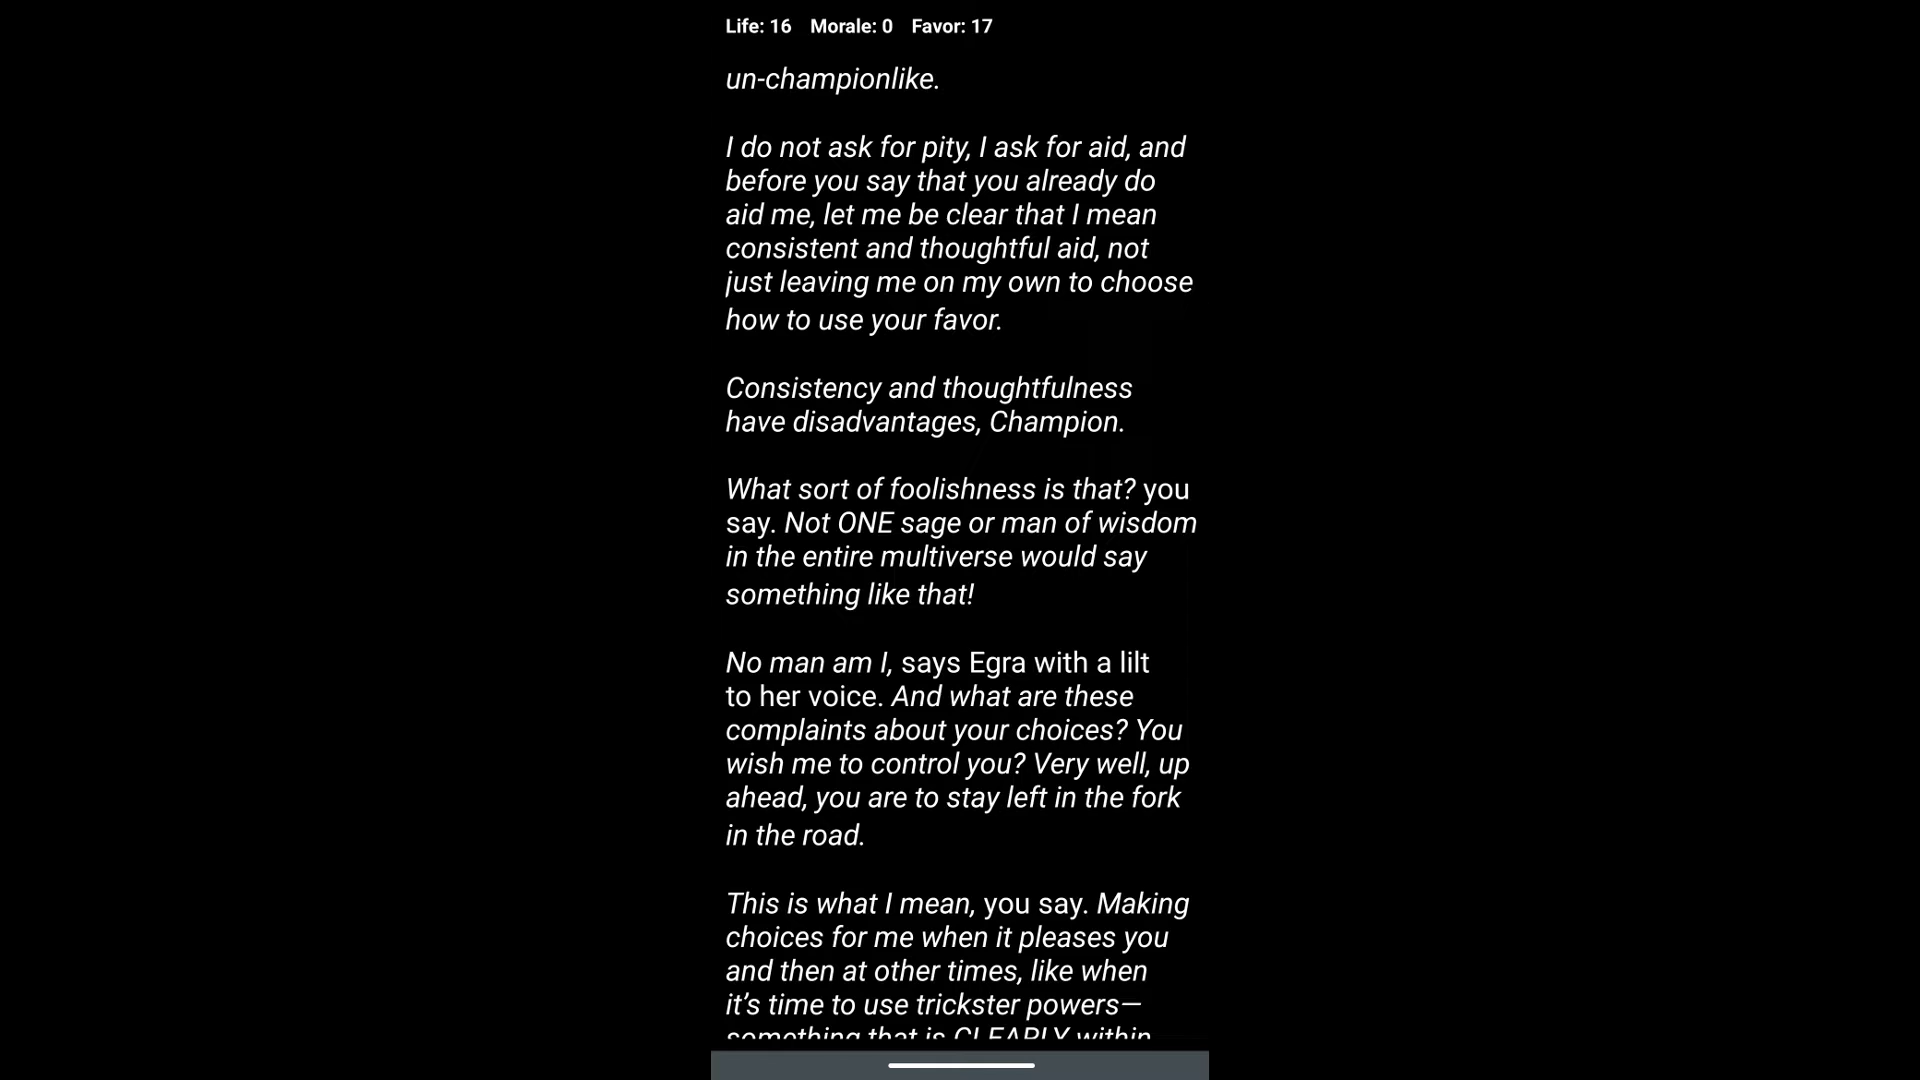 Life: 16 Morale: 0 Favor: 17
un-championlike.
I do not ask for pity, I ask for aid, and
before you say that you already do
aid me, let me be clear that I mean
consistent and thoughtful aid, not
just leaving me on my own to choose
how to use your favor.
Consistency and thoughtfulness
have disadvantages, Champion.
What sort of foolishness is that? you
say. Not ONE sage or man of wisdom
in the entire multiverse would say
something like that!
No man am I, says Egra with a lilt
to her voice. And what are these
complaints about your choices? You
wish me to control you? Very well, up
ahead, you are to stay left in the fork
in the road.
This is what I mean, you say. Making
choices for me when it pleases you
and then at other times, like when
it’s time to use trickster powers—
something that is CLEARLY within